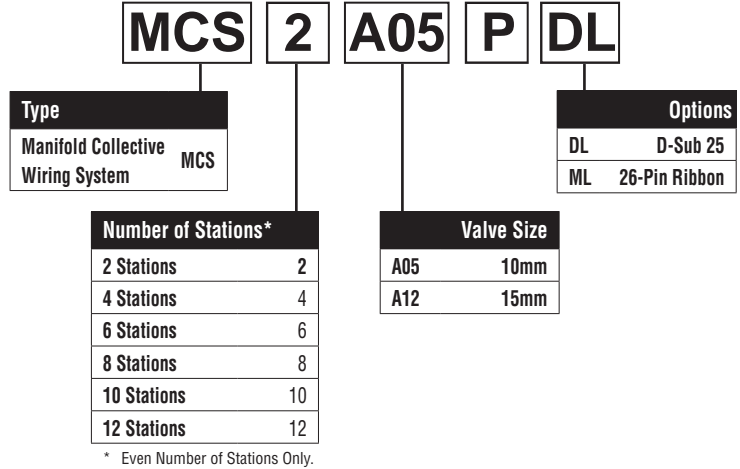 MCS 2 A05 P DL
Type
Manifold Collective
Wiring System MCS
Options
DL D-Sub 25
ML 26-Pin Ribbon
Number of Stations*
2 Stations 2
4 Stations 4
6 Stations 6
8 Stations 8
10 Stations 10
12 Stations 12
* Even Number of Stations Only.
Valve Size
A05 10mm
A12 15mm